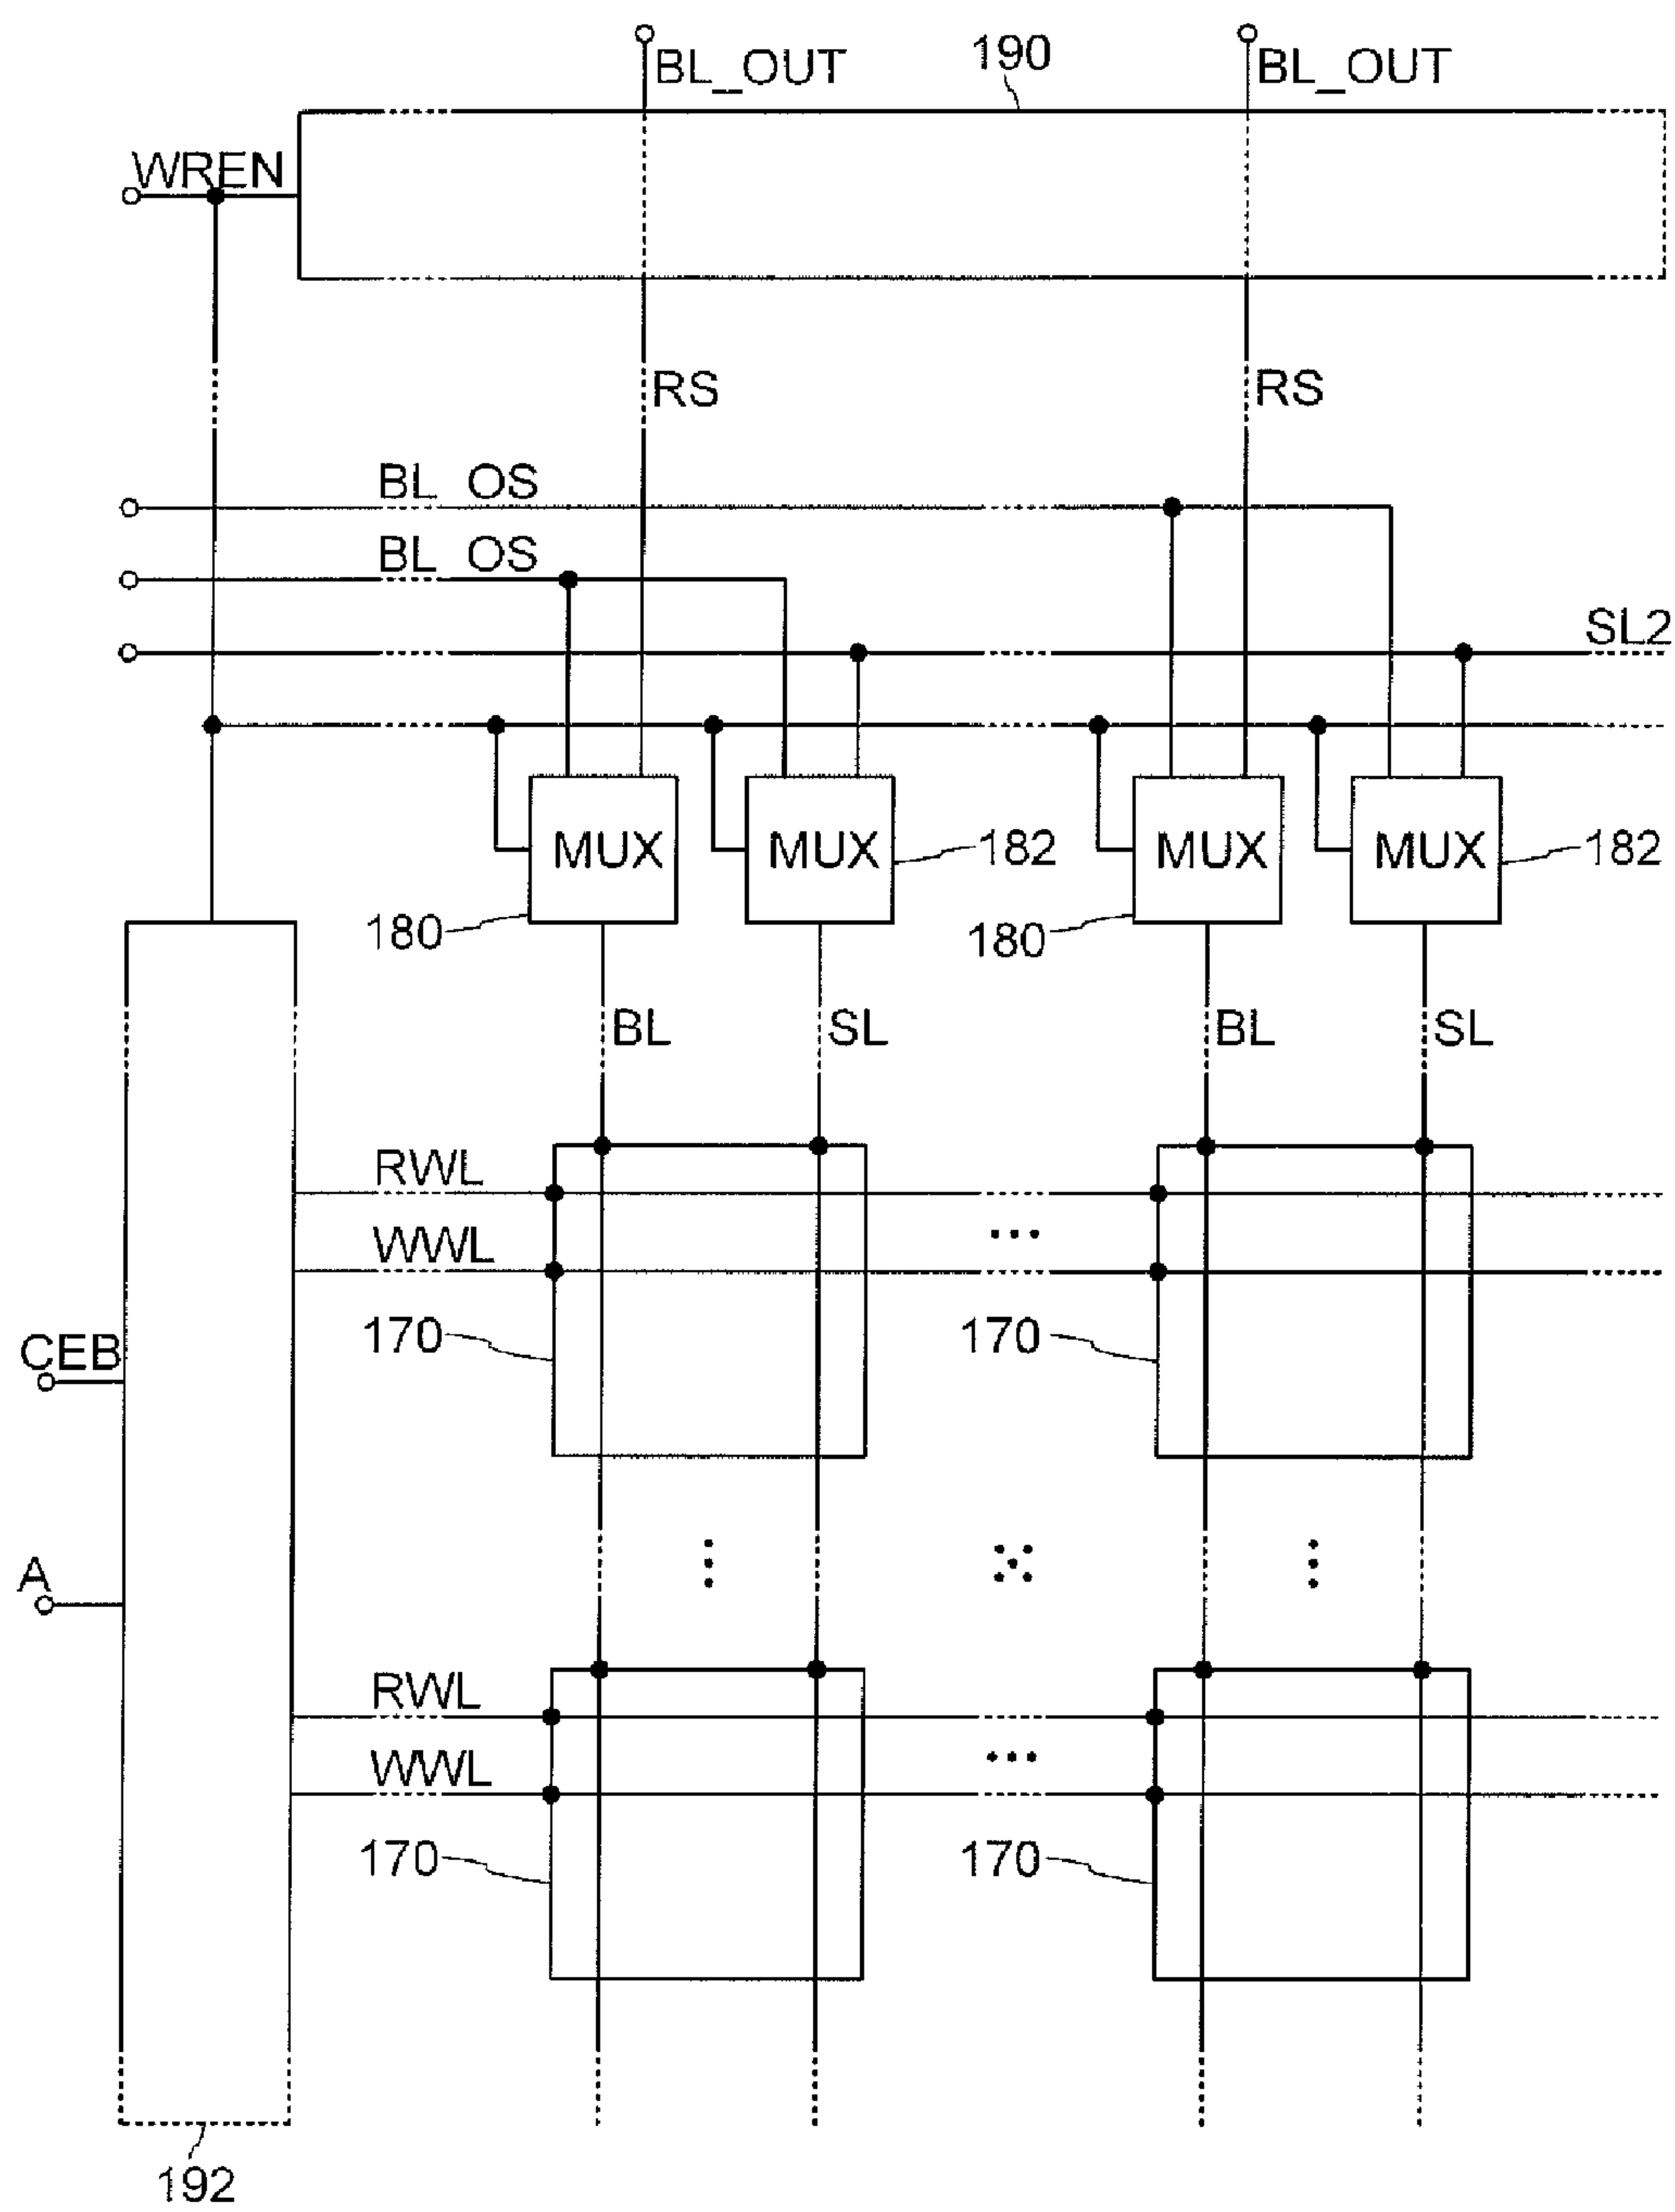 BL_OUT 190 BL_OUT
WREN
RS RS
BL_OS
BL_OS
SL2
MUX MUX 182 MUX MUX 182
180 180
BL SL BL SL
RWL
WWL
170 170
CEB
A
RWL
WWL
170 170
192